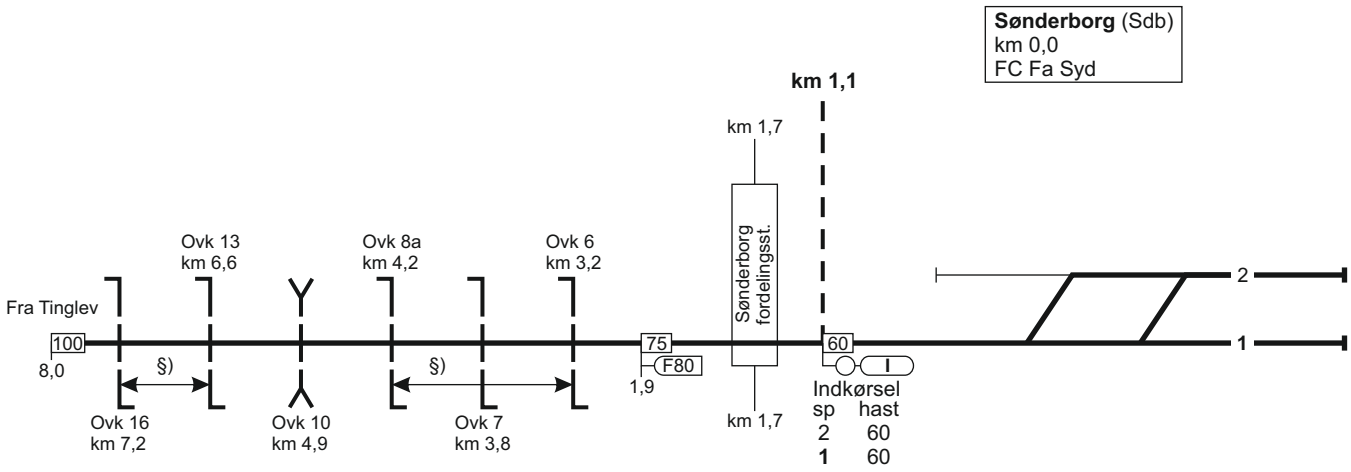 Sønderborg (Sdb)
km 0,0
FC Fa Syd
km 1,1
km 1,7
Ovk 13
km 6,6
Ovk 8a
km 4,2
Ovk 6
km 3,2
Sønderborg
fordelingsst.
Fra Tinglev
2
100
75
60
1
8,0
§)
§)
F80
I
1,9
Ovk 16
km 7,2
Ovk 10
km 4,9
Ovk 7
km 3,8
km 1,7
Indkørsel
sp hast
2 60
1 60